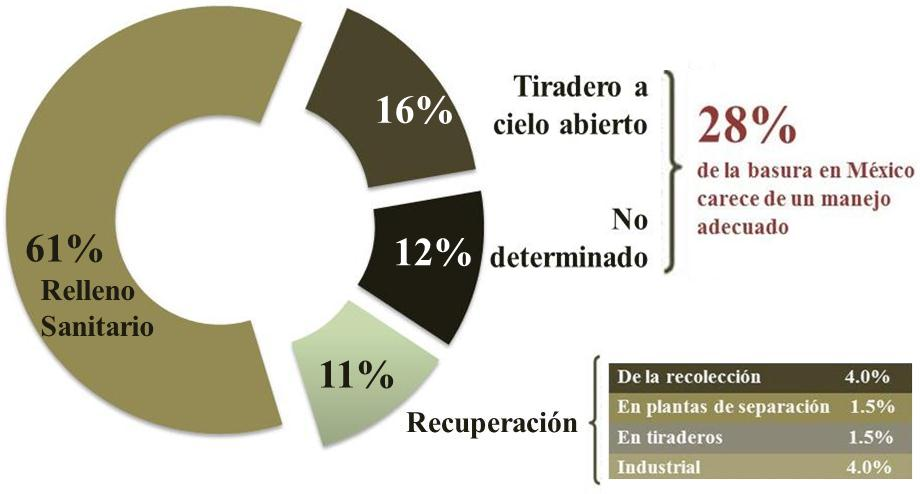 61%
Relleno
Sanitario
16%
Tiradero a
cielo abierto
12%
No
determinado
28%
de la basura en México
carece de un manejo
adecuado
11%
Recuperación
De la recolección 4.0%
En plantas de separación 1.5%
En tiraderos 1.5%
Industrial 4.0%